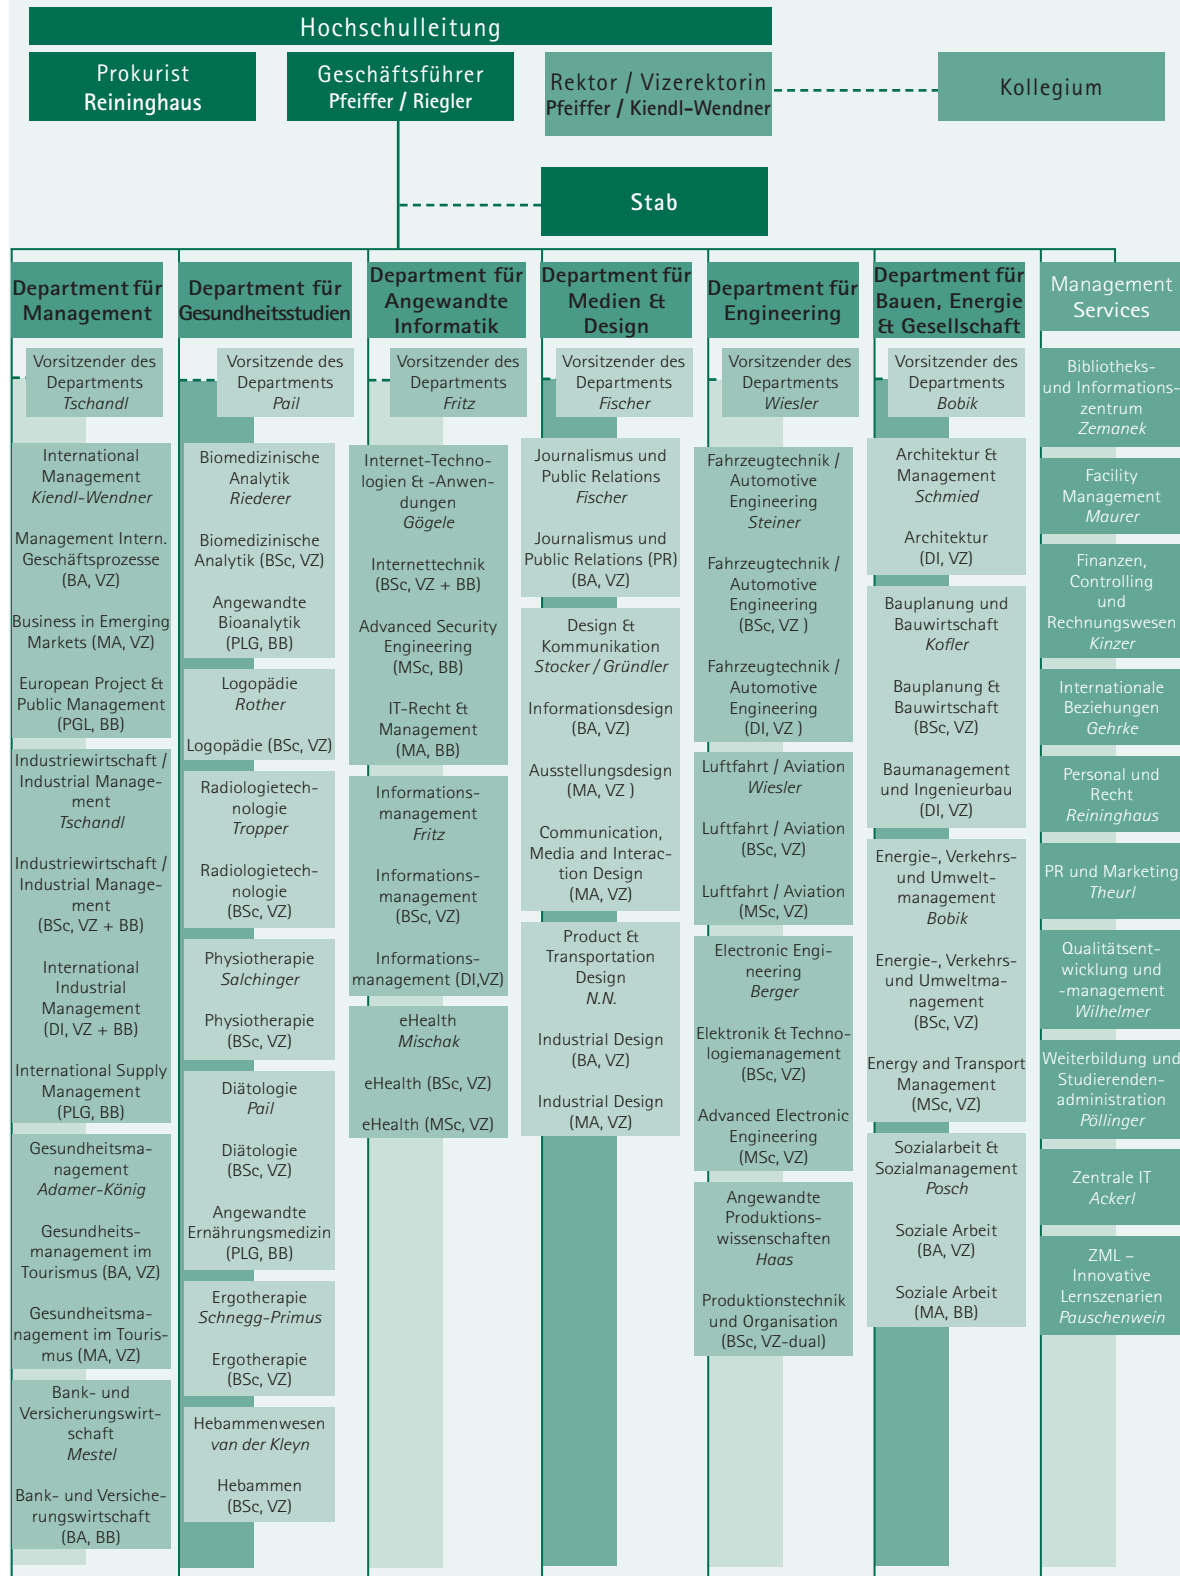 Hochschulleitung
Prokurist
Reininghaus
Geschäftsführer
Pfeiffer / Riegler
Rektor / Vizerektorin
Pfeiffer / Kiendl-Wendner
Kollegium
Stab
Department für
Management
Vorsitzender des
Departments
Tschandl
International
Management
Kiendl-Wendner
Management Intern.
Geschäftsprozesse
(BA, VZ)
Business in Emerging
Markets (MA, VZ)
European Project &
Public Management
(PGL, BB)
Industriewirtschaft /
Industrial Manage-
ment
Tschandl
Industriewirtschaft /
Industrial Manage-
ment
(BSc, VZ + BB)
International
Industrial
Management
(DI, VZ + BB)
International Supply
Management
(PLG, BB)
Gesundheitsma-
nagement
Adamer-König
Gesundheits-
management im
Tourismus (BA, VZ)
Gesundheitsma-
nagement im Touris-
mus (MA, VZ)
Bank- und
Versicherungswirt-
schaft
Mestel
Bank- und Versiche-
rungswirtschaft
(BA, BB)
Department für
Gesundheitsstudien
Vorsitzende des
Departments
Pail
Biomedizinische
Analytik
Riederer
Biomedizinische
Analytik (BSc, VZ)
Angewandte
Bioanalytik
(PLG, BB)
Logopädie
Rother
Logopädie (BSc, VZ)
Radiologietech-
nologie
Tropper
Radiologietech-
nologie
(BSc, VZ)
Physiotherapie
Salchinger
Physiotherapie
(BSc, VZ)
Diätologie
Pail
Diätologie
(BSc, VZ)
Angewandte
Ernährungsmedizin
(PLG, BB)
Ergotherapie
Schnegg-Primus
Ergotherapie
(BSc, VZ)
Hebammenwesen
van der Kleyn
Hebammen
(BSc, VZ)
Department für
Angewandte
Informatik
Vorsitzender des
Departments
Fritz
Internet-Techno-
logien & -Anwen-
dungen
Gögele
Internettechnik
(BSc, VZ + BB)
Advanced Security
Engineering
(MSc, BB)
IT-Recht &
Management
(MA, BB)
Informations-
management
Fritz
Informations-
management
(BSc, VZ)
Informations-
management (DI,VZ)
eHealth
Mischak
eHealth (BSc, VZ)
eHealth (MSc, VZ)
Department für
Medien &
Design
Vorsitzender des
Departments
Fischer
Journalismus und
Public Relations
Fischer
Journalismus und
Public Relations (PR)
(BA, VZ)
Design &
Kommunikation
Stocker / Gründler
Informationsdesign
(BA, VZ)
Ausstellungsdesign
(MA, VZ )
Communication,
Media and Interac-
tion Design
(MA, VZ)
Product &
Transportation
Design
N.N.
Industrial Design
(BA, VZ)
Industrial Design
(MA, VZ)
Department für
Engineering
Vorsitzender des
Departments
Wiesler
Fahrzeugtechnik /
Automotive
Engineering
Steiner
Fahrzeugtechnik /
Automotive
Engineering
(BSc, VZ )
Fahrzeugtechnik /
Automotive
Engineering
(DI, VZ )
Luftfahrt / Aviation
Wiesler
Luftfahrt / Aviation
(BSc, VZ)
Luftfahrt / Aviation
(MSc, VZ)
Electronic Engi-
neering
Berger
Elektronik & Techno-
logiemanagement
(BSc, VZ)
Advanced Electronic
Engineering
(MSc, VZ)
Angewandte
Produktions-
wissenschaften
Haas
Produktionstechnik
und Organisation
(BSc, VZ-dual)
Department für
Bauen, Energie
& Gesellschaft
Vorsitzender des
Departments
Bobik
Architektur &
Management
Schmied
Architektur
(DI, VZ)
Bauplanung und
Bauwirtschaft
Kofler
Bauplanung &
Bauwirtschaft
(BSc, VZ)
Baumanagement
und Ingenieurbau
(DI, VZ)
Energie-, Verkehrs-
und Umwelt-
management
Bobik
Energie-, Verkehrs-
und Umweltma-
nagement
(BSc, VZ)
Energy and Transport
Management
(MSc, VZ)
Sozialarbeit &
Sozialmanagement
Posch
Soziale Arbeit
(BA, VZ)
Soziale Arbeit
(MA, BB)
Management
Services
Bibliotheks-
und Informations-
zentrum
Zemanek
Facility
Management
Maurer
Finanzen,
Controlling
und
Rechnungswesen
Kinzer
Internationale
Beziehungen
Gehrke
Personal und
Recht
Reininghaus
PR und Marketing
Theurl
Qualitätsent-
wicklung und
-management
Wilhelmer
Weiterbildung und
Studierenden-
administration
Pöllinger
Zentrale IT
Ackerl
ZML –
Innovative
Lernszenarien
Pauschenwein